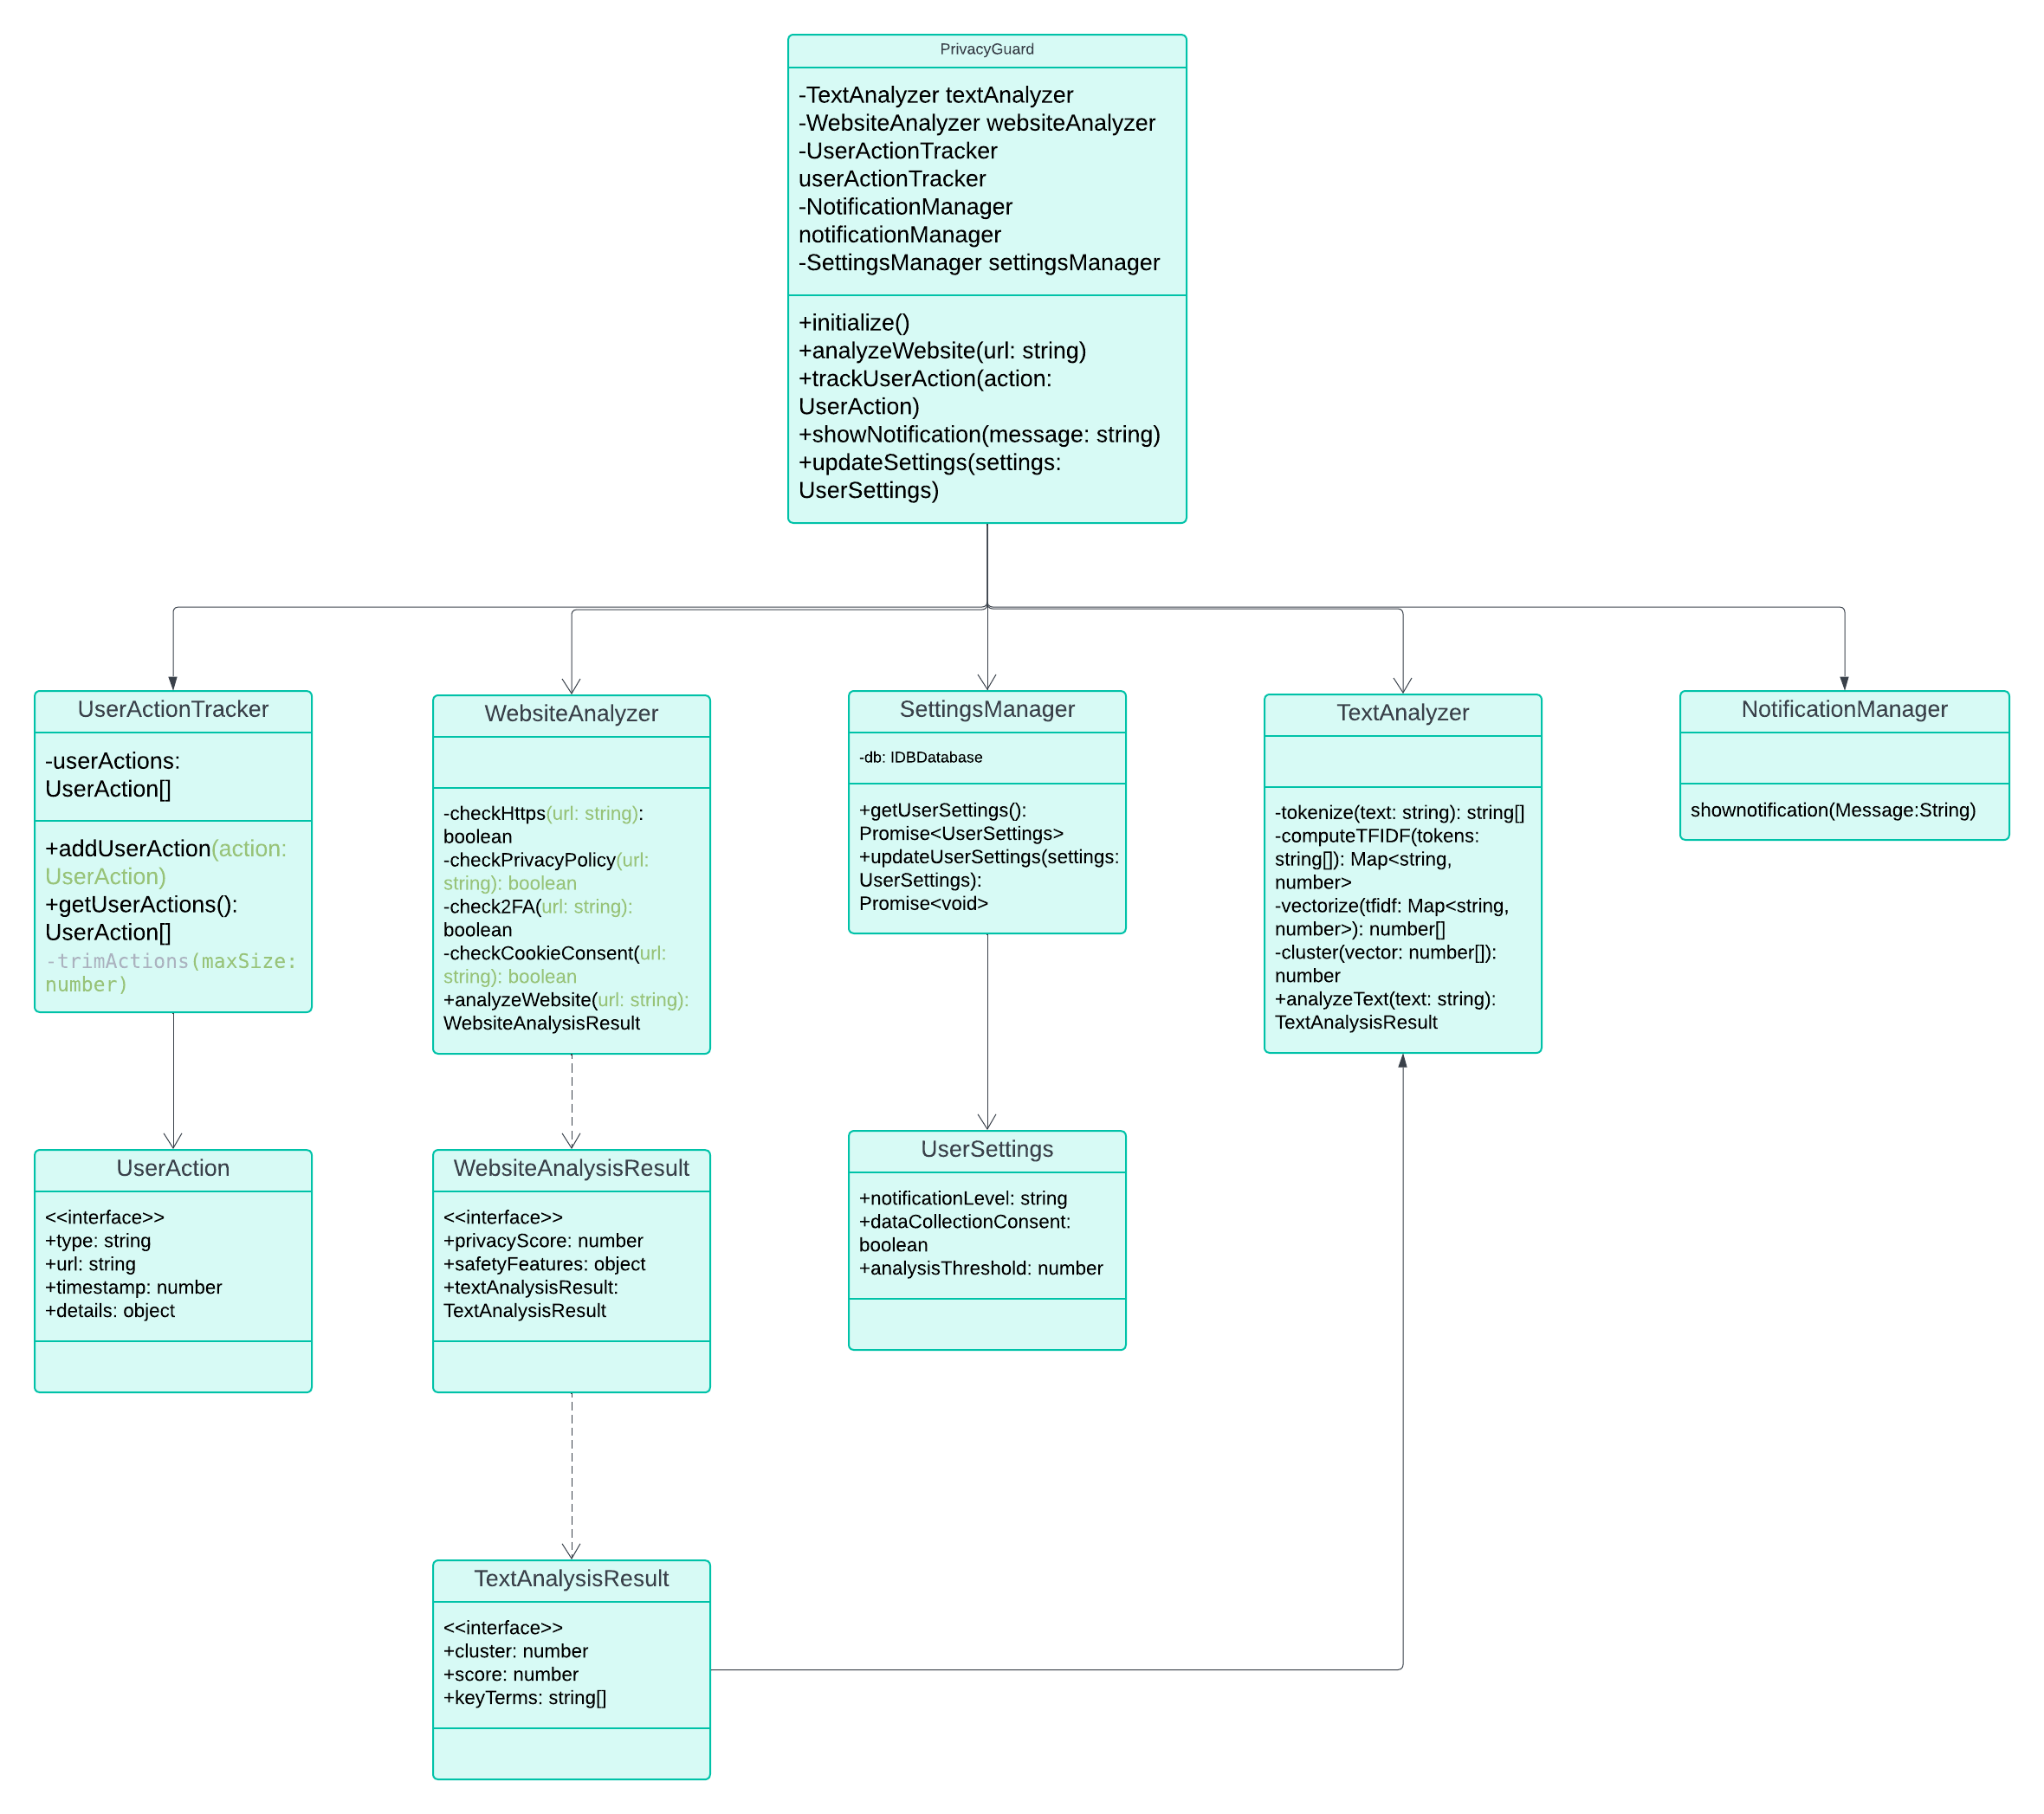 PrivacyGuard
-TextAnalyzer textAnalyzer
-WebsiteAnalyzer websiteAnalyzer
-UserActionTracker
userActionTracker
-NotificationManager
notificationManager
-SettingsManager settingsManager
+initialize()
+analyzeWebsite(url: string)
+trackUserAction(action:
UserAction)
+showNotification(message: string)
+updateSettings(settings:
UserSettings)
UserActionTracker
-userActions:
UserAction[]
+addUserAction(action:
UserAction)
+getUserActions():
UserAction[]
-trimActions(maxSize:
number)
WebsiteAnalyzer
-checkHttps(url: string):
boolean
-checkPrivacyPolicy(url:
string): boolean
-check2FA(url: string):
boolean
-checkCookieConsent(url:
string): boolean
+analyzeWebsite(url: string):
WebsiteAnalysisResult
SettingsManager
-db: IDBDatabase
+getUserSettings():
Promise<UserSettings>
+updateUserSettings(settings:
UserSettings):
Promise<void>
TextAnalyzer
-tokenize(text: string): string[]
-computeTFIDF(tokens:
string[]): Map<string,
number>
-vectorize(tfidf: Map<string,
number>): number[]
-cluster(vector: number[]):
number
+analyzeText(text: string):
TextAnalysisResult
NotificationManager
shownotification(Message:String)
UserAction
<<interface>>
+type: string
+url: string
+timestamp: number
+details: object
WebsiteAnalysisResult
<<interface>>
+privacyScore: number
+safetyFeatures: object
+textAnalysisResult:
TextAnalysisResult
UserSettings
+notificationLevel: string
+dataCollectionConsent:
boolean
+analysisThreshold: number
TextAnalysisResult
<<interface>>
+cluster: number
+score: number
+keyTerms: string[]